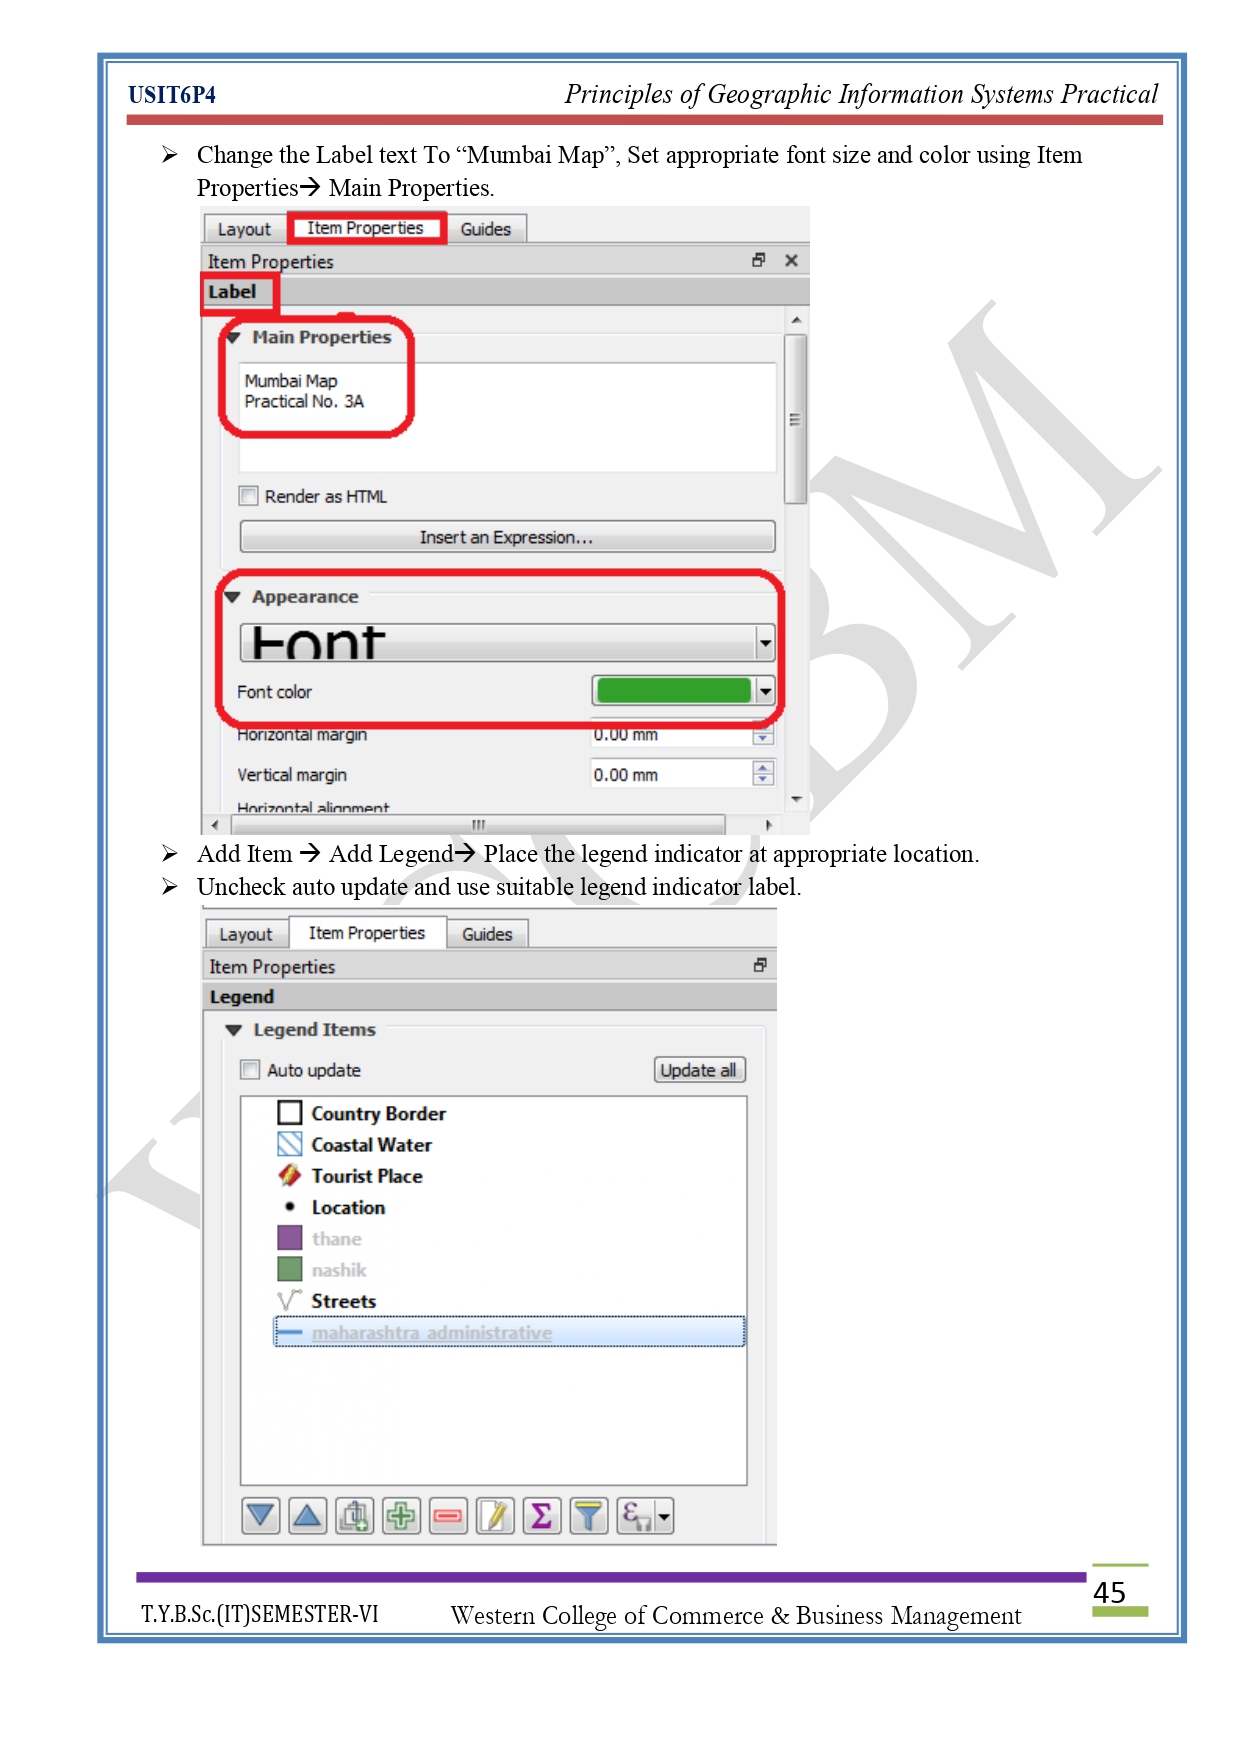 USIT6P4 Principles of Geographic Information Systems Practical
➢ Change the Label text To “Mumbai Map”, Set appropriate font size and color using Item
Properties→ Main Properties.
Layout Item Properties Guides
Item Properties
Label
Main Properties
Mumbai Map
Practical No. 3A
Render as HTML
Insert an Expression...
Appearance
Font
Font color
Horizontal margin 0.00 mm
Vertical margin 0.00 mm
Horizontal alignment
➢ Add Item → Add Legend→ Place the legend indicator at appropriate location.
➢ Uncheck auto update and use suitable legend indicator label.
Layout Item Properties Guides
Item Properties
Legend
Legend Items
Auto update Update all
Country Border
Coastal Water
Tourist Place
Location
thane
nashik
Streets
maharashtra administrative
Σ ε
T.Y.B.Sc.(IT)SEMESTER-VI Western College of Commerce & Business Management 45